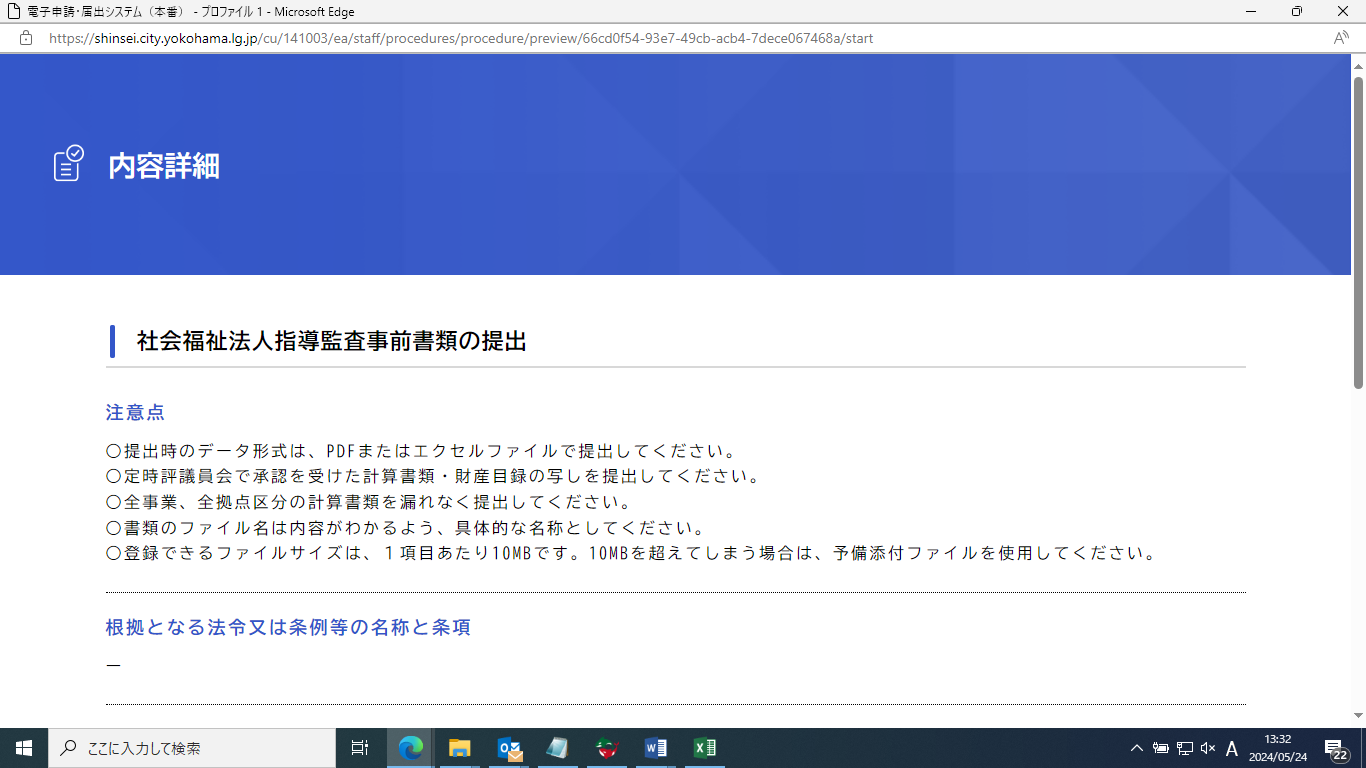 電子申請・届出システム（本番） - プロファイル 1 - Microsoft Edge
https://shinsei.city.yokohama.lg.jp/cu/141003/ea/staff/procedures/procedure/preview/66cd0f54-93e7-49cb-acb4-7dece067468a/start
内容詳細
社会福祉法人指導監査事前書類の提出
注意点
〇提出時のデータ形式は、PDFまたはエクセルファイルで提出してください。
〇定時評議員会で承認を受けた計算書類・財産目録の写しを提出してください。
〇全事業、全拠点区分の計算書類を漏れなく提出してください。
〇書類のファイル名は内容がわかるよう、具体的な名称としてください。
〇登録できるファイルサイズは、１項目あたり10MBです。10MBを超えてしまう場合は、予備添付ファイルを使用してください。
根拠となる法令又は条例等の名称と条項
―
ここに入力して検索
A
13:32
2024/05/24
22